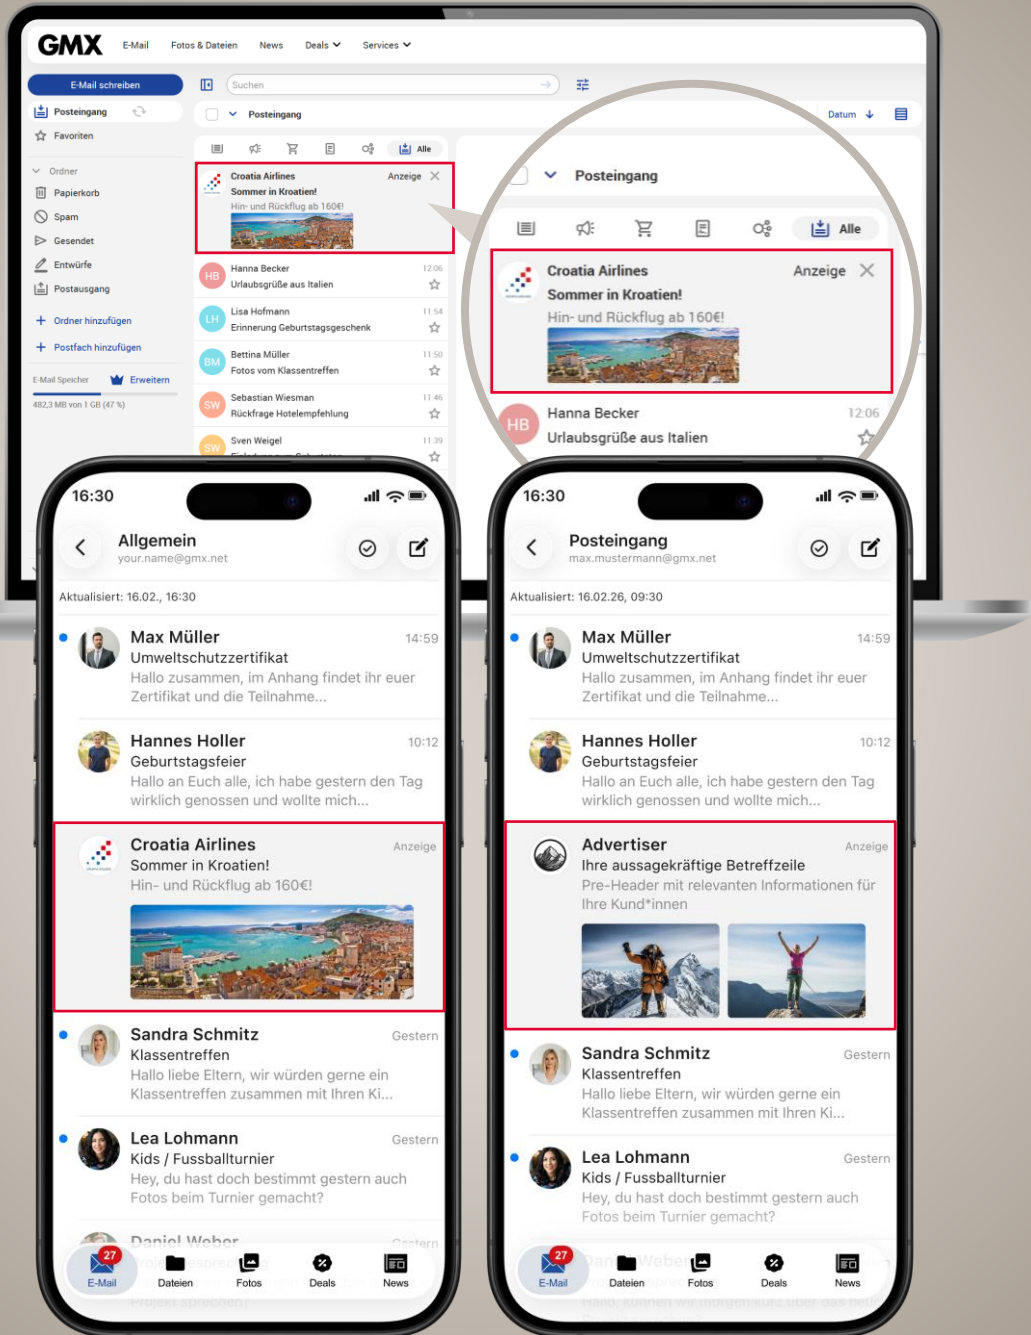 GMX
E-Mail Fotos & Dateien News Deals Services
E-Mail schreiben
Suchen
Posteingang
Favoriten
Ordner
Papierkorb
Spam
Gesendet
Entwürfe
Postausgang
+ Ordner hinzufügen
+ Postfach hinzufügen
E-Mail Speicher Erweitern
482,3 MB von 1 GB (47 %)
Posteingang
Datum
Alle
Croatia Airlines Anzeige
Sommer in Kroatien!
Hin- und Rückflug ab 160€!
HB Hanna Becker 12:06
Urlaubsgrüße aus Italien
LH Lisa Hofmann 11:54
Erinnerung Geburtstagsgeschenk
BM Bettina Müller 11:50
Fotos vom Klassentreffen
SW Sebastian Wiesman 11:46
Rückfrage Hotelempfehlung
SW Sven Weigel 11:39
Posteingang
Alle
Croatia Airlines Anzeige
Sommer in Kroatien!
Hin- und Rückflug ab 160€!
HB Hanna Becker 12:06
Urlaubsgrüße aus Italien
16:30
Allgemein
your.name@gmx.net
Aktualisiert: 16.02., 16:30
Max Müller 14:59
Umweltschutzzertifikat
Hallo zusammen, im Anhang findet ihr euer
Zertifikat und die Teilnahme...
Hannes Holler 10:12
Geburtstagsfeier
Hallo an Euch alle, ich habe gestern den Tag
wirklich genossen und wollte mich...
Croatia Airlines Anzeige
Sommer in Kroatien!
Hin- und Rückflug ab 160€!
Sandra Schmitz Gestern
Klassentreffen
Hallo liebe Eltern, wir würden gerne ein
Klassentreffen zusammen mit Ihren Ki...
Lea Lohmann Gestern
Kids / Fussballturnier
Hey, du hast doch bestimmt gestern auch
Fotos beim Turnier gemacht?
Daniel Weber Gestern
27
E-Mail Dateien Fotos Deals News
16:30
Posteingang
max.mustermann@gmx.net
Aktualisiert: 16.02.26, 09:30
Max Müller 14:59
Umweltschutzzertifikat
Hallo zusammen, im Anhang findet ihr euer
Zertifikat und die Teilnahme...
Hannes Holler 10:12
Geburtstagsfeier
Hallo an Euch alle, ich habe gestern den Tag
wirklich genossen und wollte mich...
Advertiser Anzeige
Ihre aussagekräftige Betreffzeile
Pre-Header mit relevanten Informationen für
Ihre Kund*innen
Sandra Schmitz Gestern
Klassentreffen
Hallo liebe Eltern, wir würden gerne ein
Klassentreffen zusammen mit Ihren Ki...
Lea Lohmann Gestern
Kids / Fussballturnier
Hey, du hast doch bestimmt gestern auch
Fotos beim Turnier gemacht?
Daniel Weber
27
E-Mail Dateien Fotos Deals News